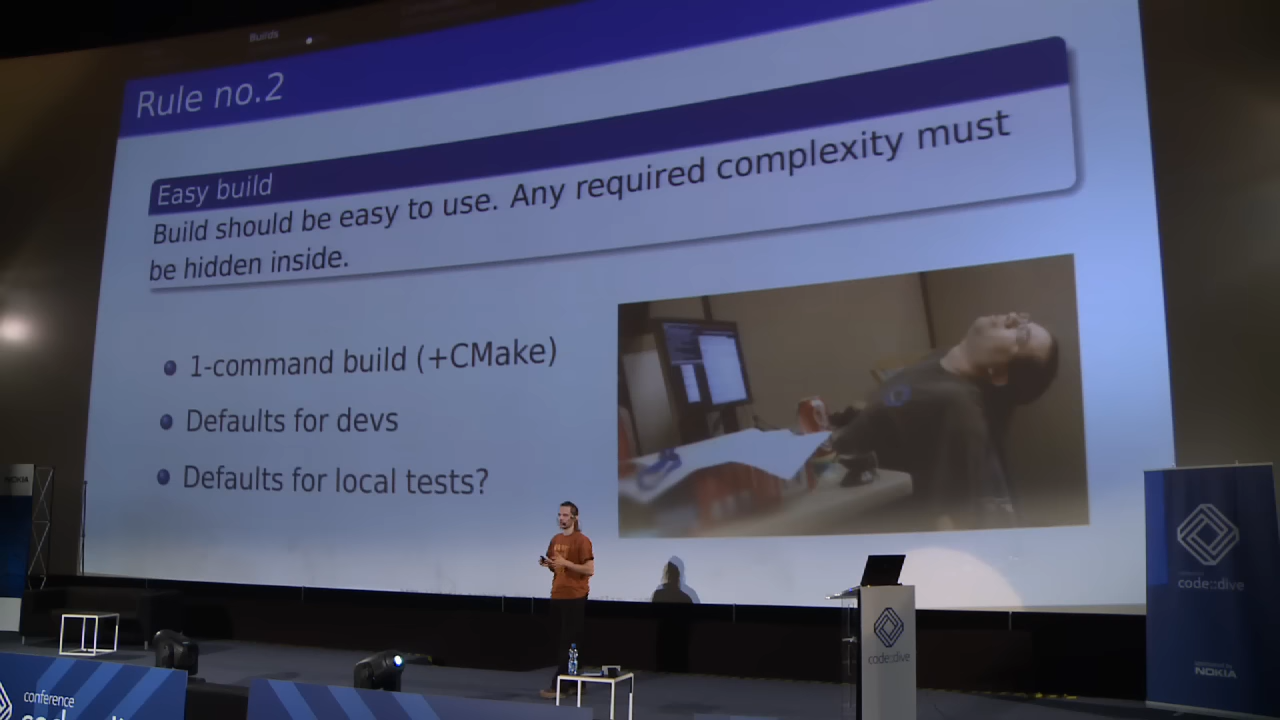 Builds
Rule no.2
Easy build
Build should be easy to use. Any required complexity must
be hidden inside.
1-command build (+CMake)
Defaults for devs
Defaults for local tests?
NOKIA
code::dive
NOKIA
code::dive
conference